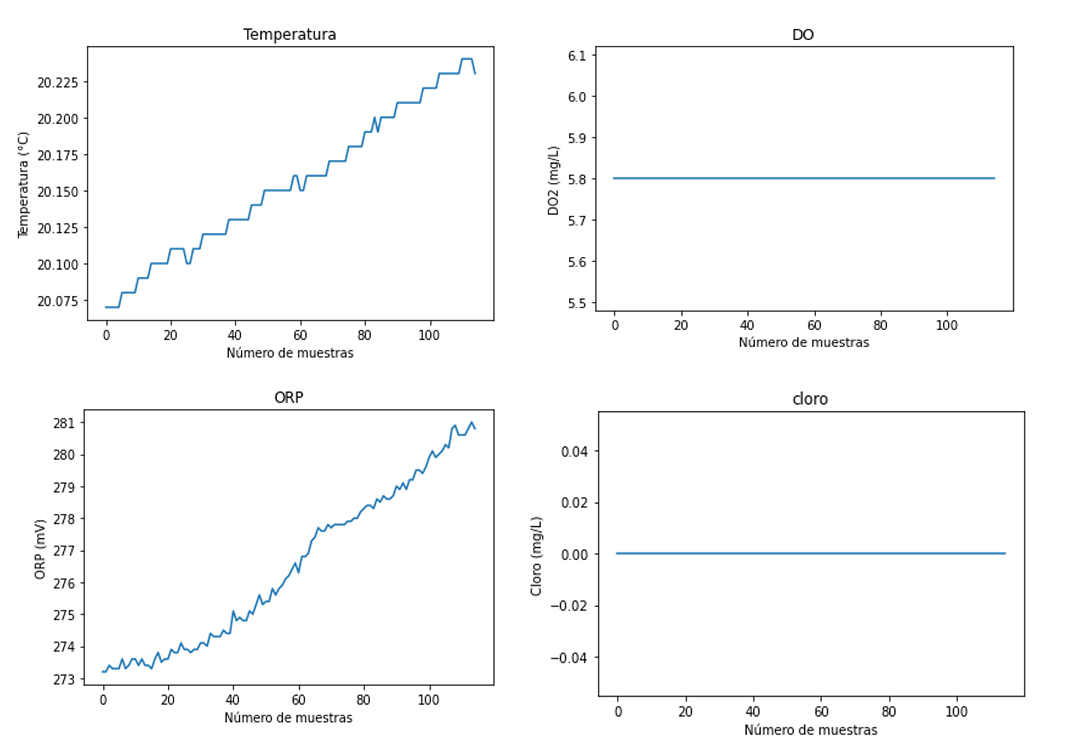 Temperatura
Temperatura (°C)
20.225
20.200
20.175
20.150
20.125
20.100
20.075
0 20 40 60 80 100
Número de muestras
DO
DO2 (mg/L)
6.1
6.0
5.9
5.8
5.7
5.6
5.5
0 20 40 60 80 100
Número de muestras
ORP
ORP (mV)
281
280
279
278
277
276
275
274
273
0 20 40 60 80 100
Número de muestras
cloro
Cloro (mg/L)
0.04
0.02
0.00
−0.02
−0.04
0 20 40 60 80 100
Número de muestras